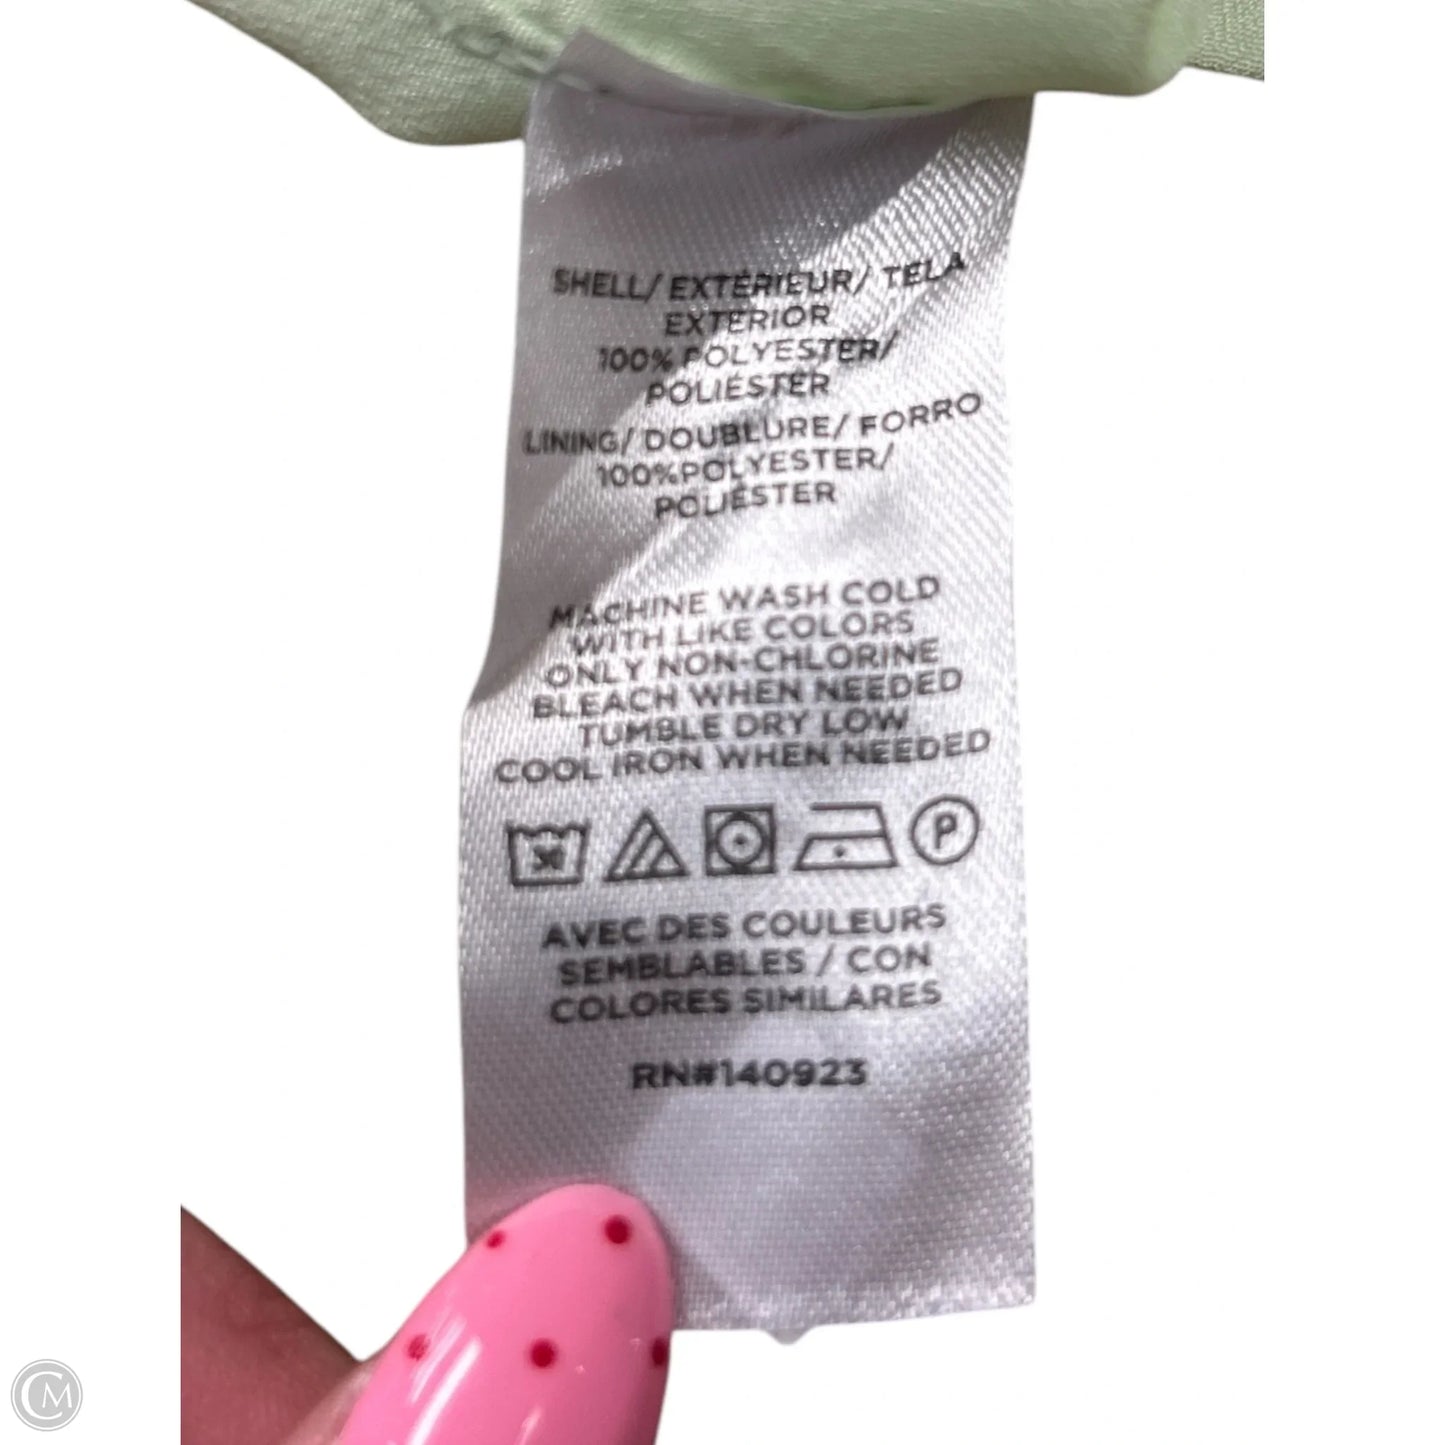 SHELL/ EXTÉRIEUR/ TELA
EXTERIOR
100% POLYESTER/
POLIÉSTER
LINING/ DOUBLURE/ FORRO
100%POLYESTER/
POLIÉSTER
MACHINE WASH COLD
WITH LIKE COLORS
ONLY NON-CHLORINE
BLEACH WHEN NEEDED
TUMBLE DRY LOW
COOL IRON WHEN NEEDED
30 P
AVEC DES COULEURS
SEMBLABLES / CON
COLORES SIMILARES
RN#140923
CM